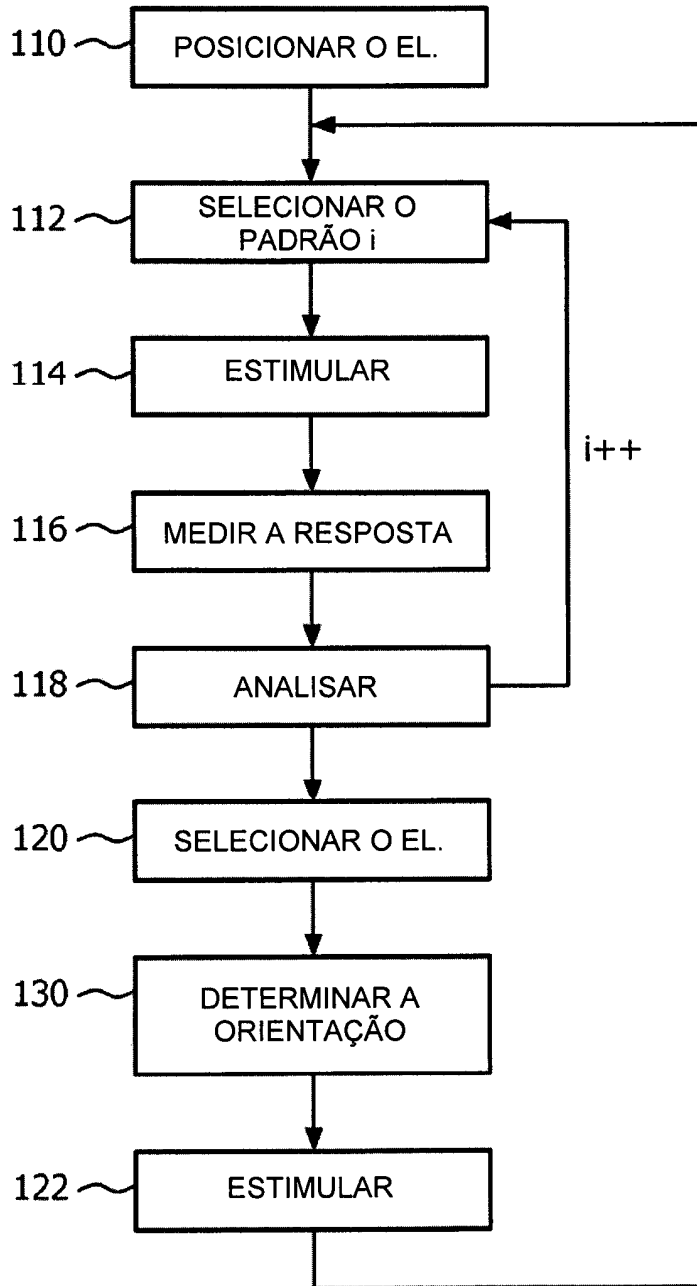 110
POSICIONAR O EL.
112
SELECIONAR O
PADRÃO i
114
ESTIMULAR
i++
116
MEDIR A RESPOSTA
118
ANALISAR
120
SELECIONAR O EL.
130
DETERMINAR A
ORIENTAÇÃO
122
ESTIMULAR